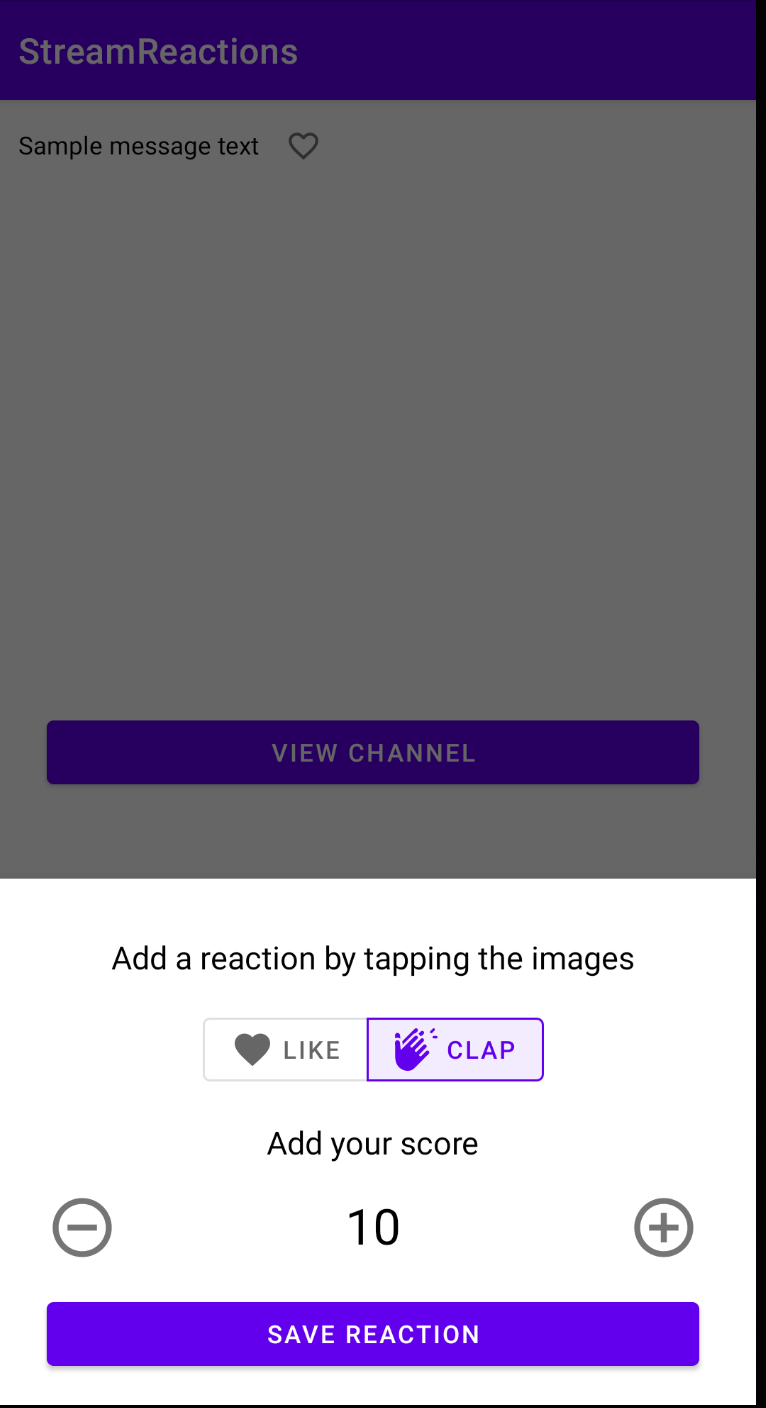 StreamReactions
Sample message text
VIEW CHANNEL
Add a reaction by tapping the images
LIKE CLAP
Add your score
10
SAVE REACTION